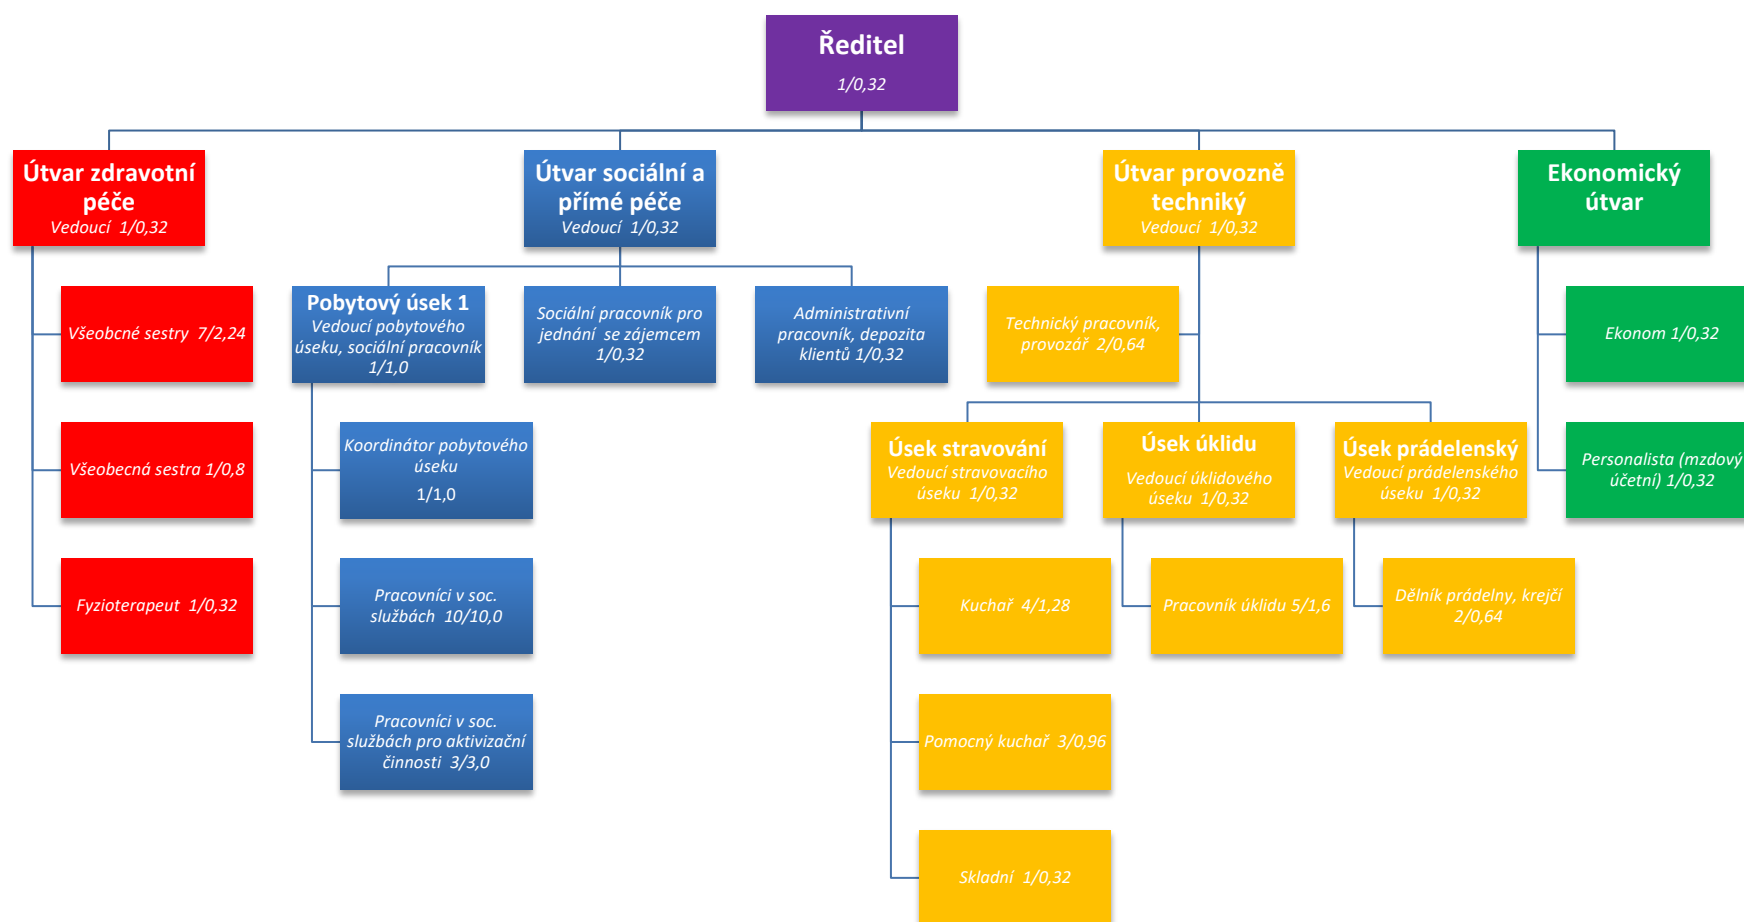 Ředitel
1/0,32
Útvar zdravotní
péče
Vedoucí 1/0,32
Útvar sociální a
přímé péče
Vedoucí 1/0,32
Útvar provozně
techniký
Vedoucí 1/0,32
Ekonomický
útvar
Všeobcné sestry 7/2,24
Všeobecná sestra 1/0,8
Fyzioterapeut 1/0,32
Pobytový úsek 1
Vedoucí pobytového
úseku, sociální pracovník
1/1,0
Sociální pracovník pro
jednání se zájemcem
1/0,32
Administrativní
pracovník, depozita
klientů 1/0,32
Koordinátor pobytového
úseku
1/1,0
Pracovníci v soc.
službách 10/10,0
Pracovníci v soc.
službách pro aktivizační
činnosti 3/3,0
Technický pracovník,
provozář 2/0,64
Úsek stravování
Vedoucí stravovacího
úseku 1/0,32
Úsek úklidu
Vedoucí úklidového
úseku 1/0,32
Úsek prádelenský
Vedoucí prádelenského
úseku 1/0,32
Kuchař 4/1,28
Pomocný kuchař 3/0,96
Skladní 1/0,32
Pracovník úklidu 5/1,6
Dělník prádelny, krejčí
2/0,64
Ekonom 1/0,32
Personalista (mzdový
účetní) 1/0,32